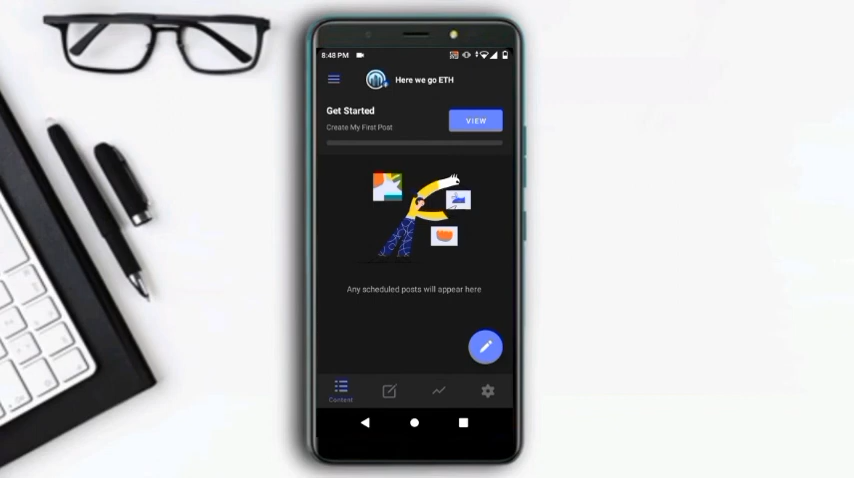 8:48 PM
Here we go ETH
Get Started
Create My First Post
VIEW
Any scheduled posts will appear here
Content